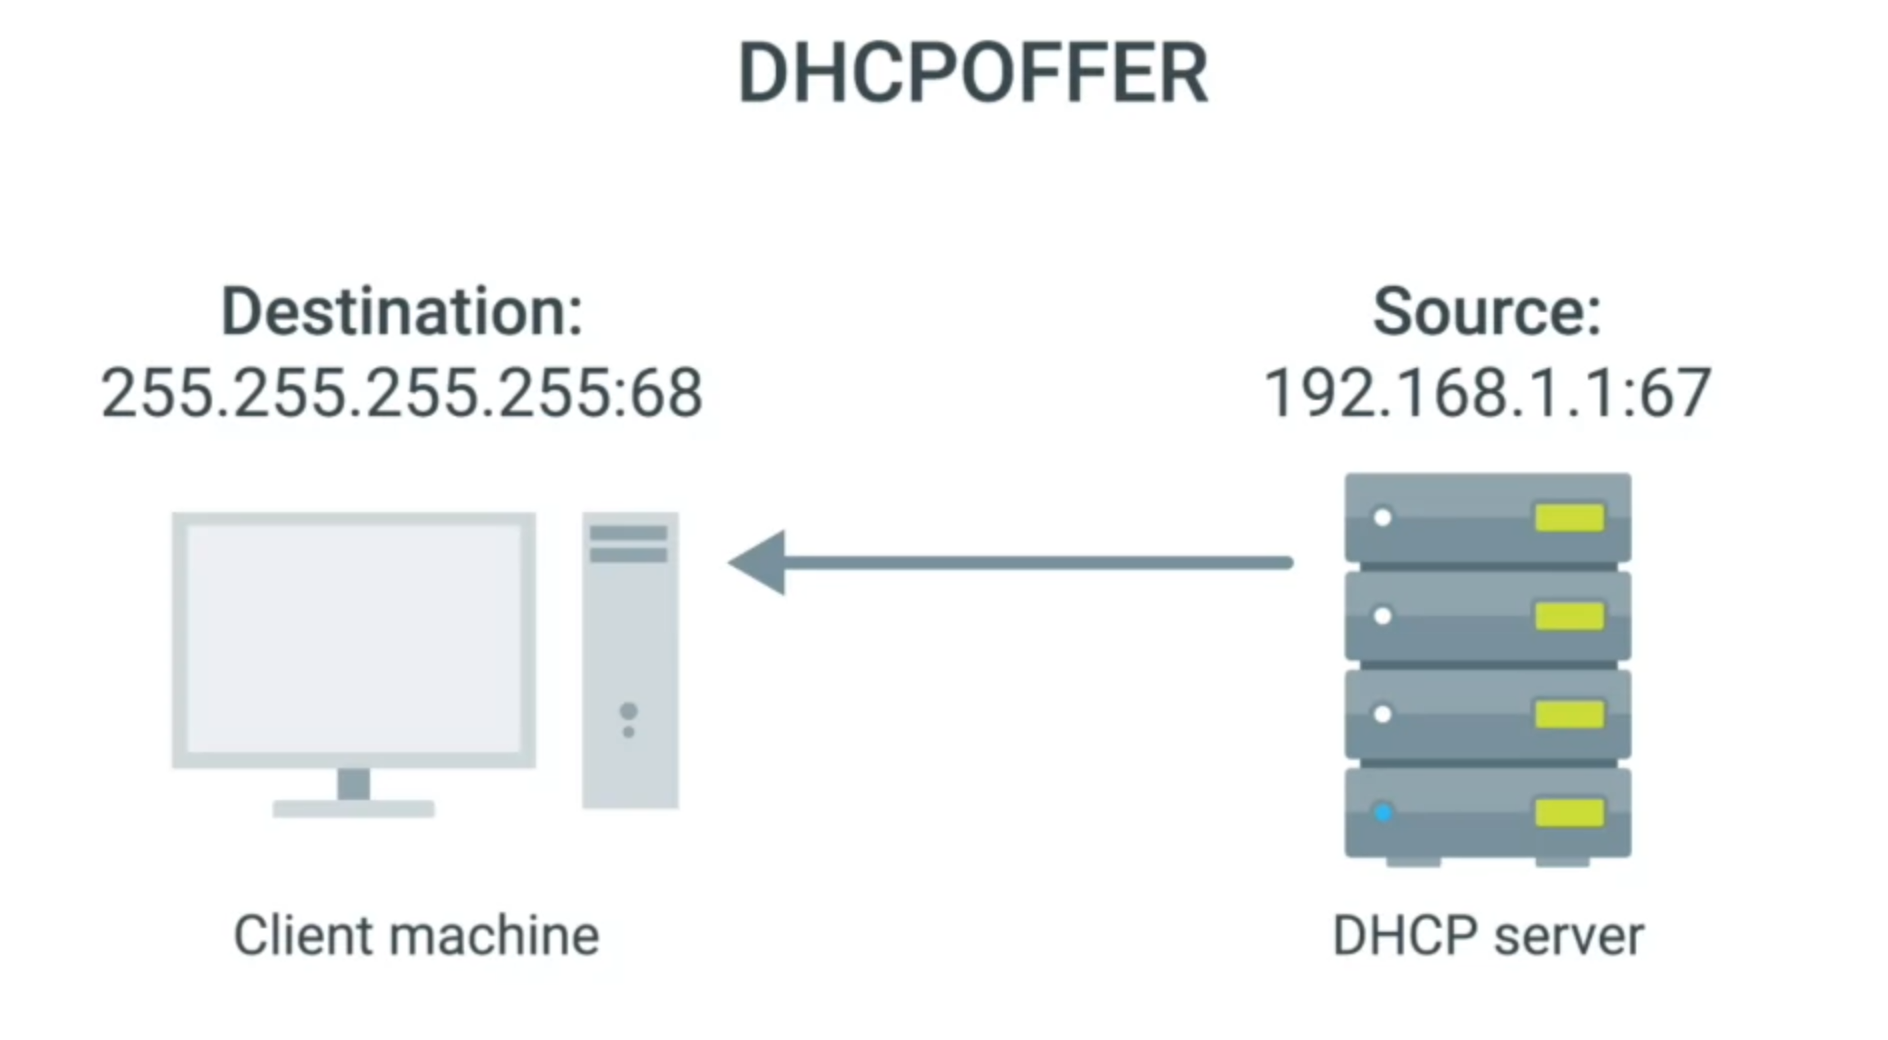 DHCPOFFER
Destination:
255.255.255.255:68
Source:
192.168.1.1:67
Client machine
DHCP server